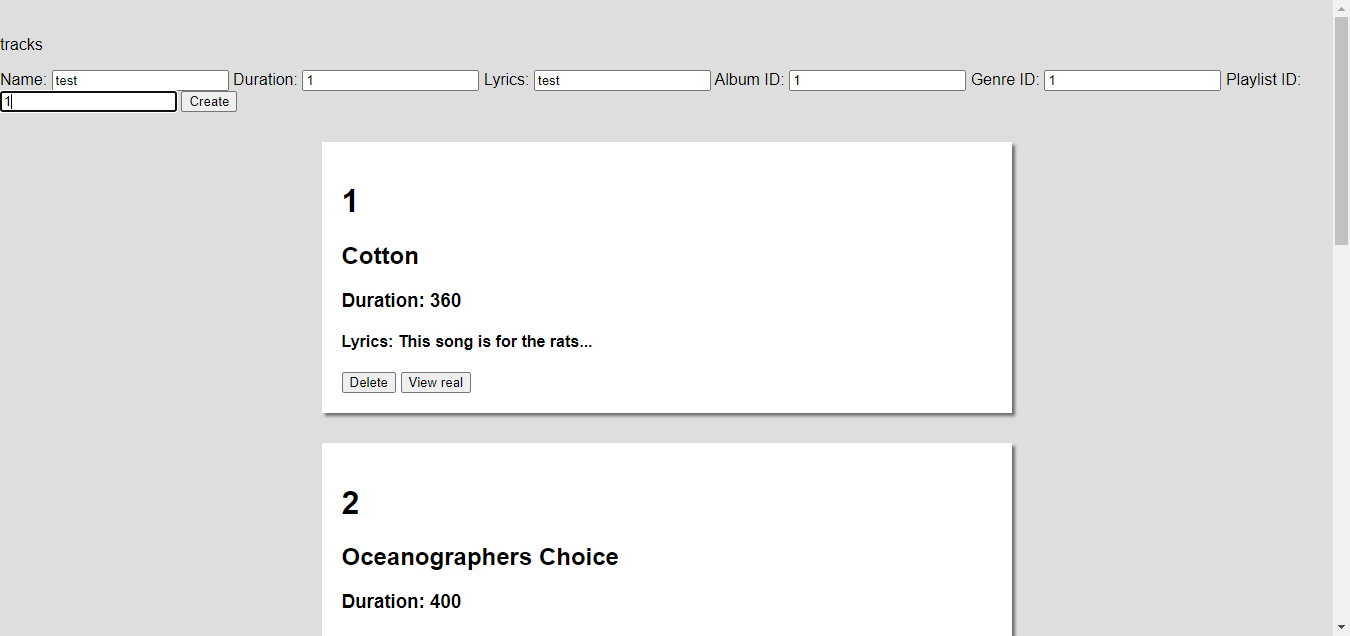 tracks
Name: test Duration: 1 Lyrics: test Album ID: 1 Genre ID: 1 Playlist ID:
1 Create
1
Cotton
Duration: 360
Lyrics: This song is for the rats...
Delete View real
2
Oceanographers Choice
Duration: 400